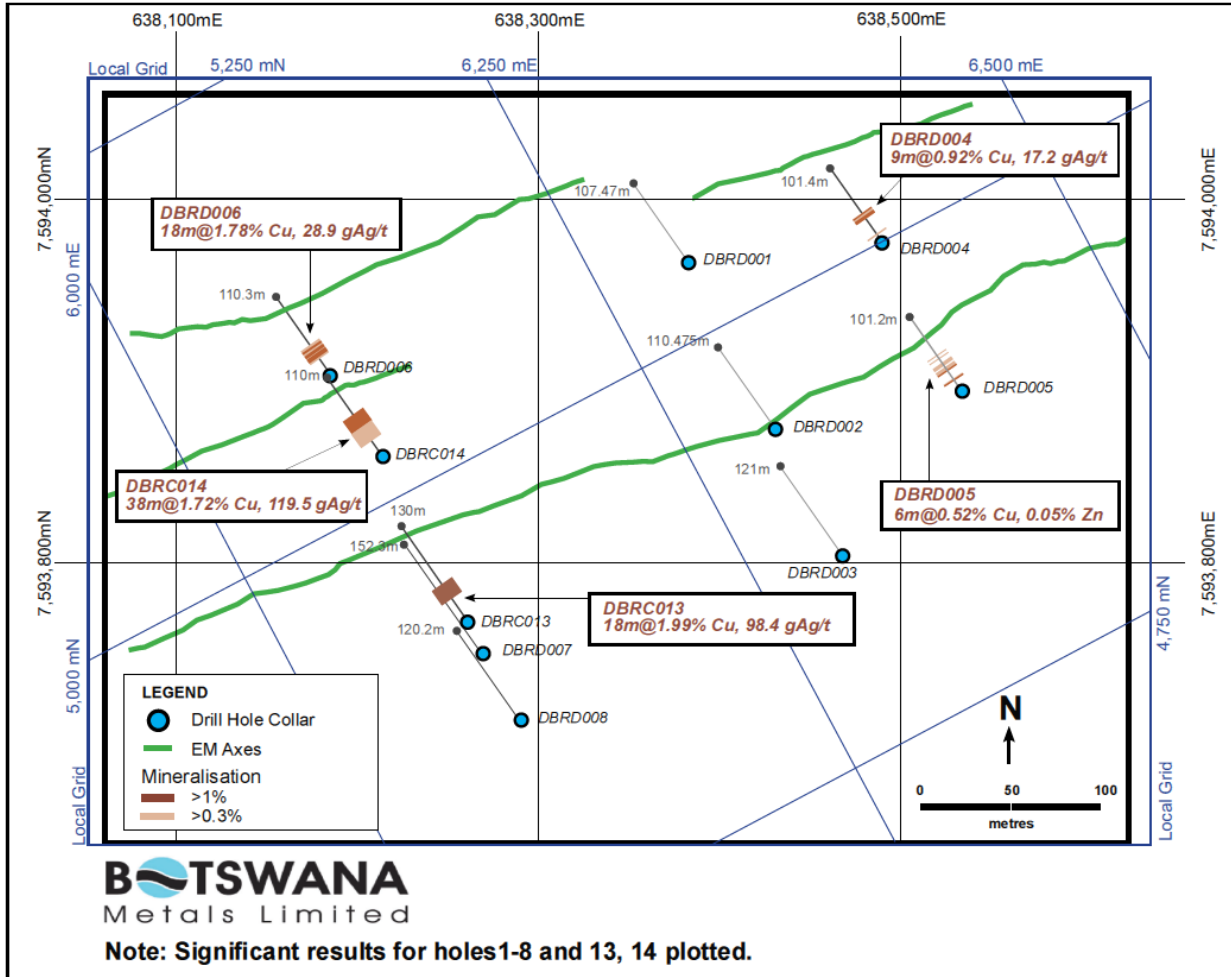 638,100mE
638,300mE
638,500mE
Local Grid
5,250 mN
6,250 mE
6,500 mE
DBRD004
9m@0.92% Cu, 17.2 gAg/t
107.47m
101.4m
7,594,000mN
7,594,000mE
DBRD006
18m@1.78% Cu, 28.9 gAg/t
DBRD004
DBRD001
6,000 mE
110.3m
101.2m
110.475m
DBRD006
110m
DBRD005
DBRD002
DBRC014
121m
DBRC014
38m@1.72% Cu, 119.5 gAg/t
DBRD005
6m@0.52% Cu, 0.05% Zn
130m
152.3m
7,593,800mN
7,593,800mE
DBRD003
DBRC013
18m@1.99% Cu, 98.4 gAg/t
DBRC013
120.2m
DBRD007
4,750 mN
5,000 mN
LEGEND
Drill Hole Collar
EM Axes
Mineralisation
>1%
>0.3%
DBRD008
N
0
50
100
metres
Local Grid
Local Grid
BOTSWANA
Metals Limited
Note: Significant results for holes1-8 and 13, 14 plotted.